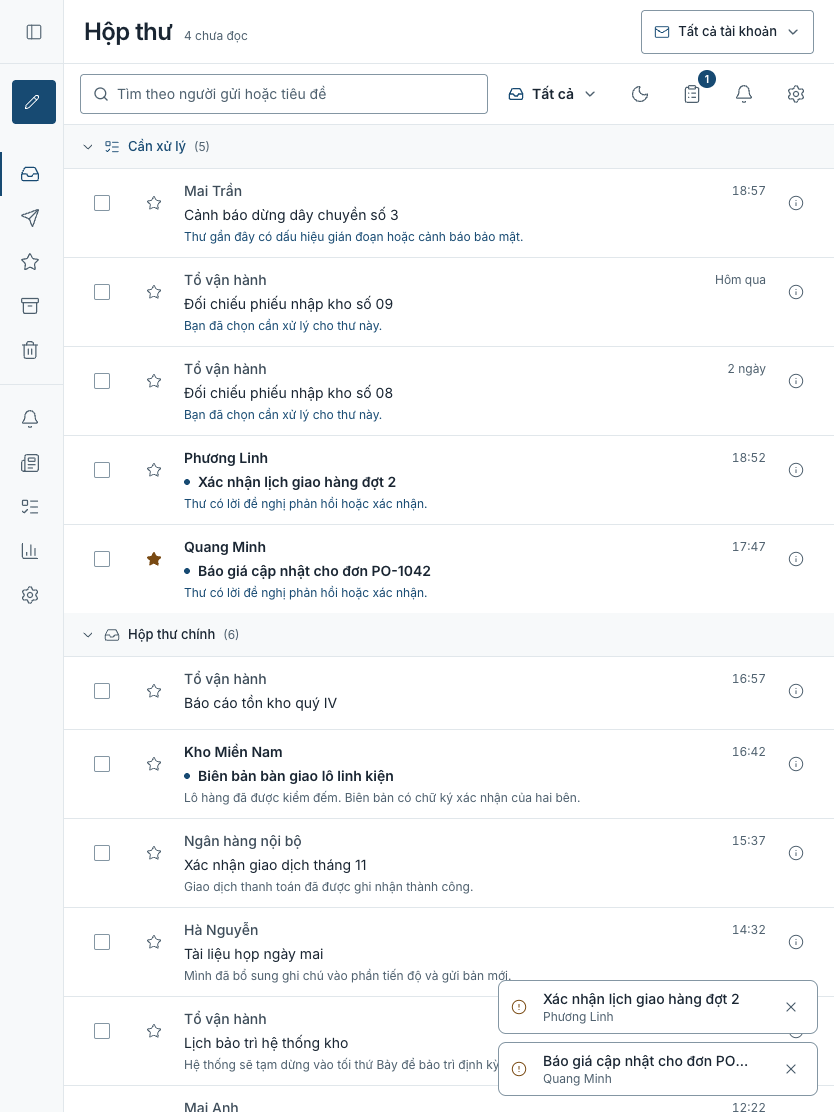 Hộp thư 4 chưa đọc
Tất cả tài khoản
Tìm theo người gửi hoặc tiêu đề
Tất cả
1
Cần xử lý (5)
Mai Trần 18:57
Cảnh báo dừng dây chuyền số 3
Thư gần đây có dấu hiệu gián đoạn hoặc cảnh báo bảo mật.
Tổ vận hành Hôm qua
Đối chiếu phiếu nhập kho số 09
Bạn đã chọn cần xử lý cho thư này.
Tổ vận hành 2 ngày
Đối chiếu phiếu nhập kho số 08
Bạn đã chọn cần xử lý cho thư này.
Phương Linh 18:52
Xác nhận lịch giao hàng đợt 2
Thư có lời đề nghị phản hồi hoặc xác nhận.
Quang Minh 17:47
Báo giá cập nhật cho đơn PO-1042
Thư có lời đề nghị phản hồi hoặc xác nhận.
Hộp thư chính (6)
Tổ vận hành 16:57
Báo cáo tồn kho quý IV
Kho Miền Nam 16:42
Biên bản bàn giao lô linh kiện
Lô hàng đã được kiểm đếm. Biên bản có chữ ký xác nhận của hai bên.
Ngân hàng nội bộ 15:37
Xác nhận giao dịch tháng 11
Giao dịch thanh toán đã được ghi nhận thành công.
Hà Nguyễn 14:32
Tài liệu họp ngày mai
Mình đã bổ sung ghi chú vào phần tiến độ và gửi bản mới.
Tổ vận hành
Lịch bảo trì hệ thống kho
Hệ thống sẽ tạm dừng vào tối thứ Bảy để bảo trì định kỳ
Mai Anh 12:22
Xác nhận lịch giao hàng đợt 2
Phương Linh
Báo giá cập nhật cho đơn PO...
Quang Minh